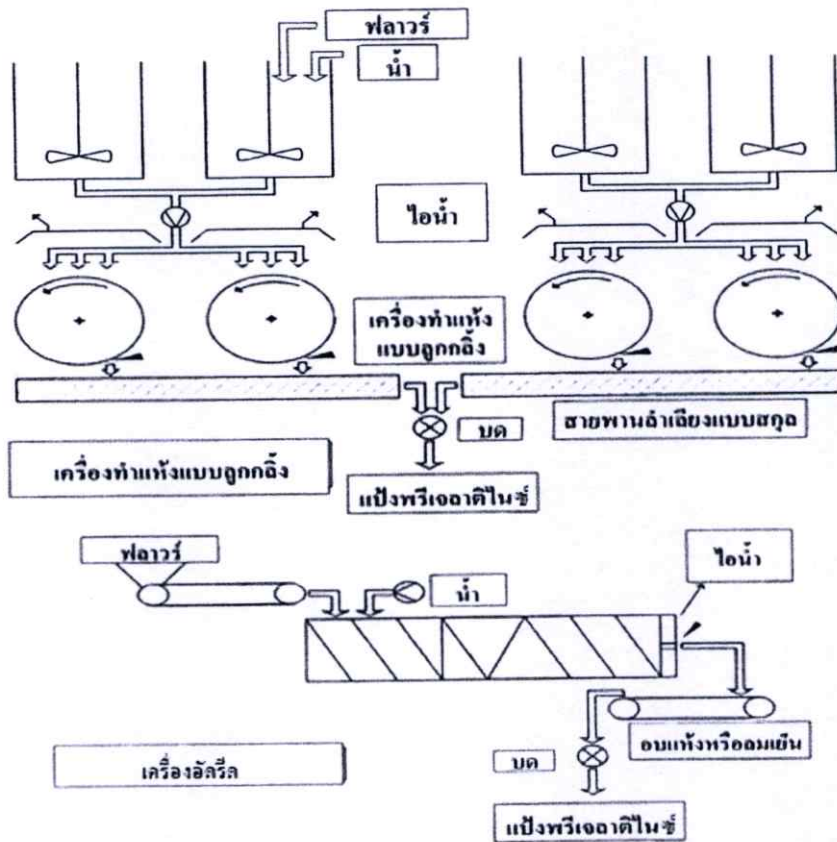 ฟลาวร์
น้ำ
ไอน้ำ
เครื่องทำแห้ง
แบบลูกกลิ้ง
บด
สายพานลำเลียงแบบสกูล
เครื่องทำแห้งแบบลูกกลิ้ง
แป้งพรีเจลาติไนซ์
ฟลาวร์
น้ำ
ไอน้ำ
อบแห้งหรือลมเย็น
บด
เครื่องอัดรีด
แป้งพรีเจลาติไนซ์